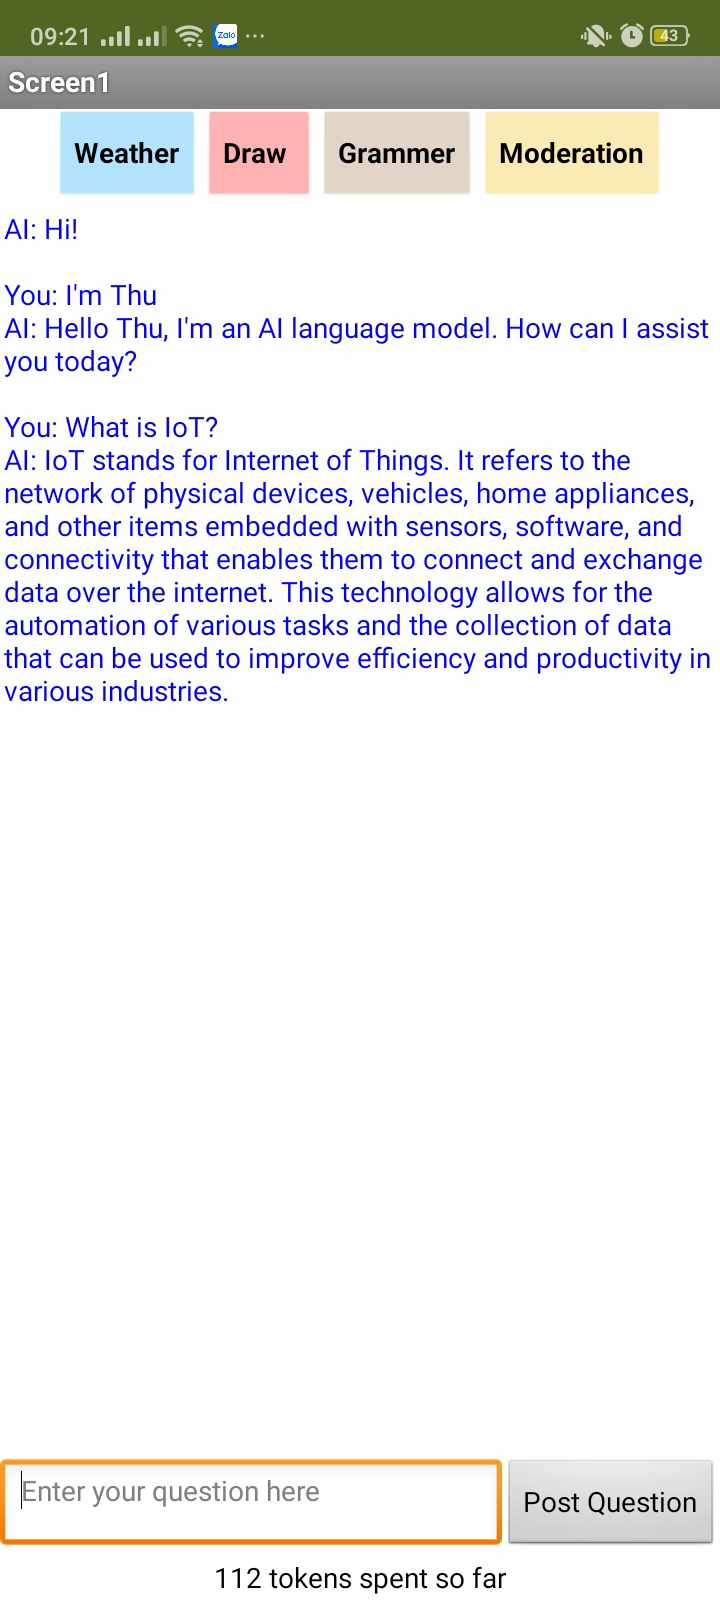 09:21 Zalo ... 43
Screen1
Weather Draw Grammer Moderation
AI: Hi!
You: I'm Thu
AI: Hello Thu, I'm an AI language model. How can I assist
you today?
You: What is IoT?
AI: IoT stands for Internet of Things. It refers to the
network of physical devices, vehicles, home appliances,
and other items embedded with sensors, software, and
connectivity that enables them to connect and exchange
data over the internet. This technology allows for the
automation of various tasks and the collection of data
that can be used to improve efficiency and productivity in
various industries.
Enter your question here
Post Question
112 tokens spent so far